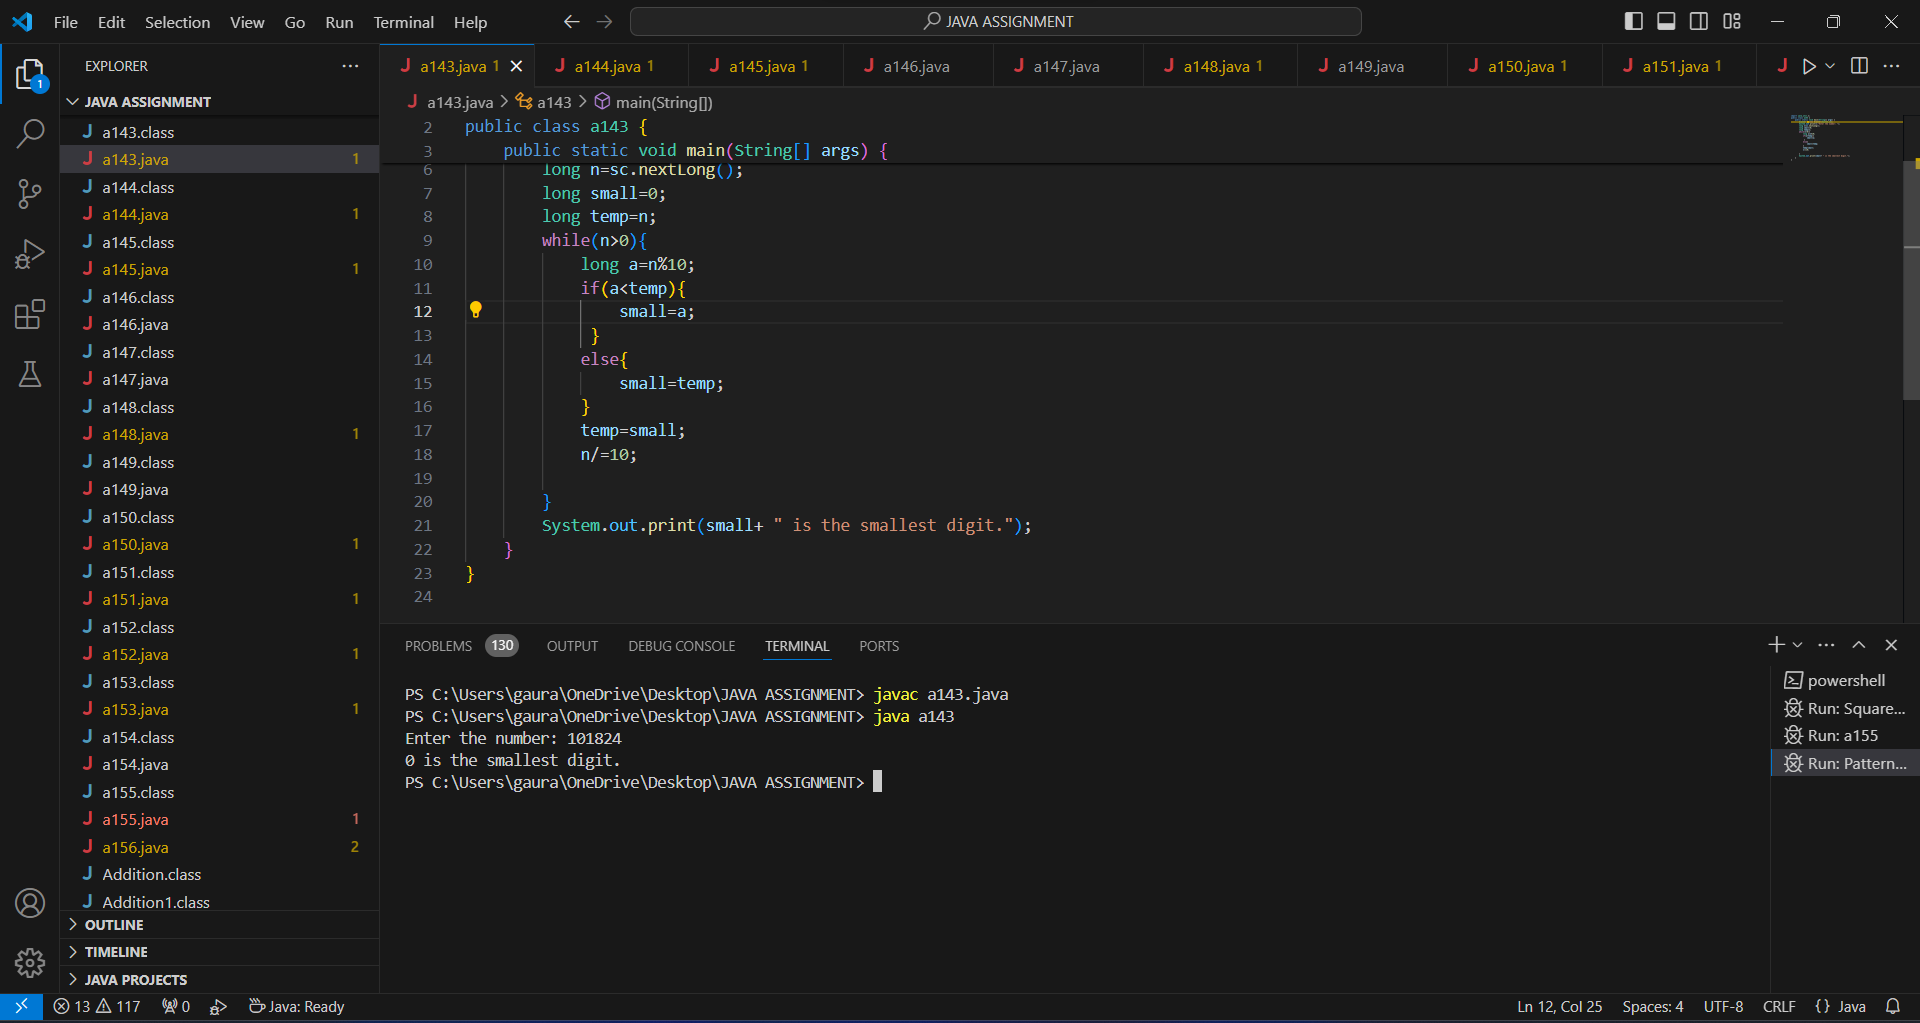 File Edit Selection View Go Run Terminal Help
JAVA ASSIGNMENT
EXPLORER
JAVA ASSIGNMENT
1
J a143.class
J a143.java 1
J a144.class
J a144.java 1
J a145.class
J a145.java 1
J a146.class
J a146.java
J a147.class
J a147.java
J a148.class
J a148.java 1
J a149.class
J a149.java
J a150.class
J a150.java 1
J a151.class
J a151.java 1
J a152.class
J a152.java 1
J a153.class
J a153.java 1
J a154.class
J a154.java
J a155.class
J a155.java 1
J a156.java 2
J Addition.class
J Addition1.class
OUTLINE
TIMELINE
JAVA PROJECTS
J a143.java 1 J a144.java 1 J a145.java 1 J a146.java J a147.java J a148.java 1 J a149.java J a150.java 1 J a151.java 1 J
J a143.java > a143 > main(String[])
2 public class a143 {
3 public static void main(String[] args) {
6 long n=sc.nextLong();
7 long small=0;
8 long temp=n;
9 while(n>0){
10 long a=n%10;
11 if(a<temp){
12 small=a;
13 }
14 else{
15 small=temp;
16 }
17 temp=small;
18 n/=10;
19
20 }
21 System.out.print(small+ " is the smallest digit.");
22 }
23 }
24
PROBLEMS 130 OUTPUT DEBUG CONSOLE TERMINAL PORTS
PS C:\Users\gaura\OneDrive\Desktop\JAVA ASSIGNMENT> javac a143.java
PS C:\Users\gaura\OneDrive\Desktop\JAVA ASSIGNMENT> java a143
Enter the number: 101824
0 is the smallest digit.
PS C:\Users\gaura\OneDrive\Desktop\JAVA ASSIGNMENT>
powershell
Run: Square...
Run: a155
Run: Pattern...
13 117 0 Java: Ready
Ln 12, Col 25 Spaces: 4 UTF-8 CRLF {} Java